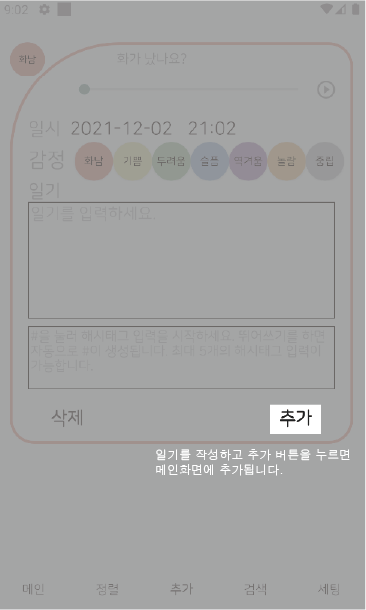 9:02
화남
화가 났나요?
일시 2021-12-02 21:02
감정 화남 기쁨 두려움 슬픔 역겨움 놀람 중립
일기
일기를 입력하세요.
#을 눌러 해시태그 입력을 시작하세요. 뛰어쓰기를 하면
자동으로 #이 생성됩니다. 최대 5개의 해시태그 입력이
가능합니다.
삭제 추가
일기를 작성하고 추가 버튼을 누르면
메인화면에 추가됩니다.
메인 정렬 추가 검색 세팅